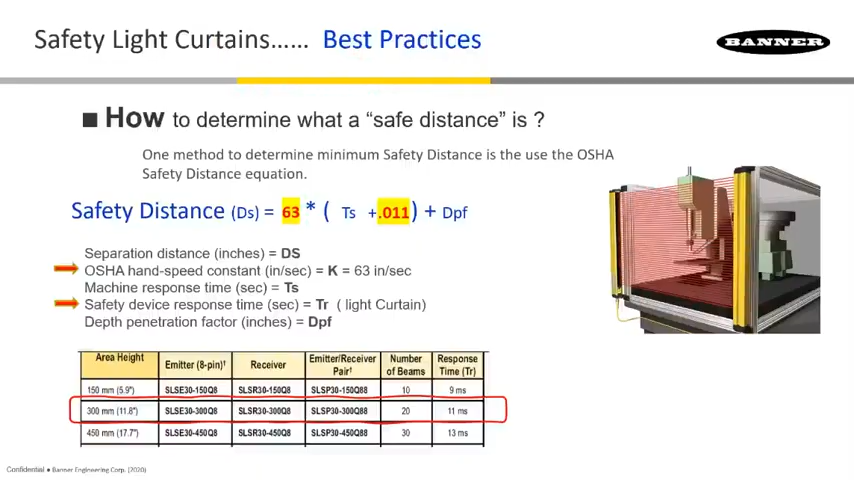 Safety Light Curtains...... Best Practices
BANNER
■ How to determine what a “safe distance” is ?
One method to determine minimum Safety Distance is the use the OSHA
Safety Distance equation.
Safety Distance (Ds) = 63 * ( Ts +.011) + Dpf
Separation distance (inches) = DS
OSHA hand-speed constant (in/sec) = K = 63 in/sec
Machine response time (sec) = Ts
Safety device response time (sec) = Tr ( light Curtain)
Depth penetration factor (inches) = Dpf
Area Height Emitter (8-pin)† Receiver Emitter/Receiver Pair† Number of Beams Response Time (Tr)
150 mm (5.9") SLSE30-150Q8 SLSR30-150Q8 SLSP30-150Q88 10 9 ms
300 mm (11.8") SLSE30-300Q8 SLSR30-300Q8 SLSP30-300Q88 20 11 ms
450 mm (17.7") SLSE30-450Q8 SLSR30-450Q8 SLSP30-450Q88 30 13 ms
Confidential ● Banner Engineering Corp. (2020)